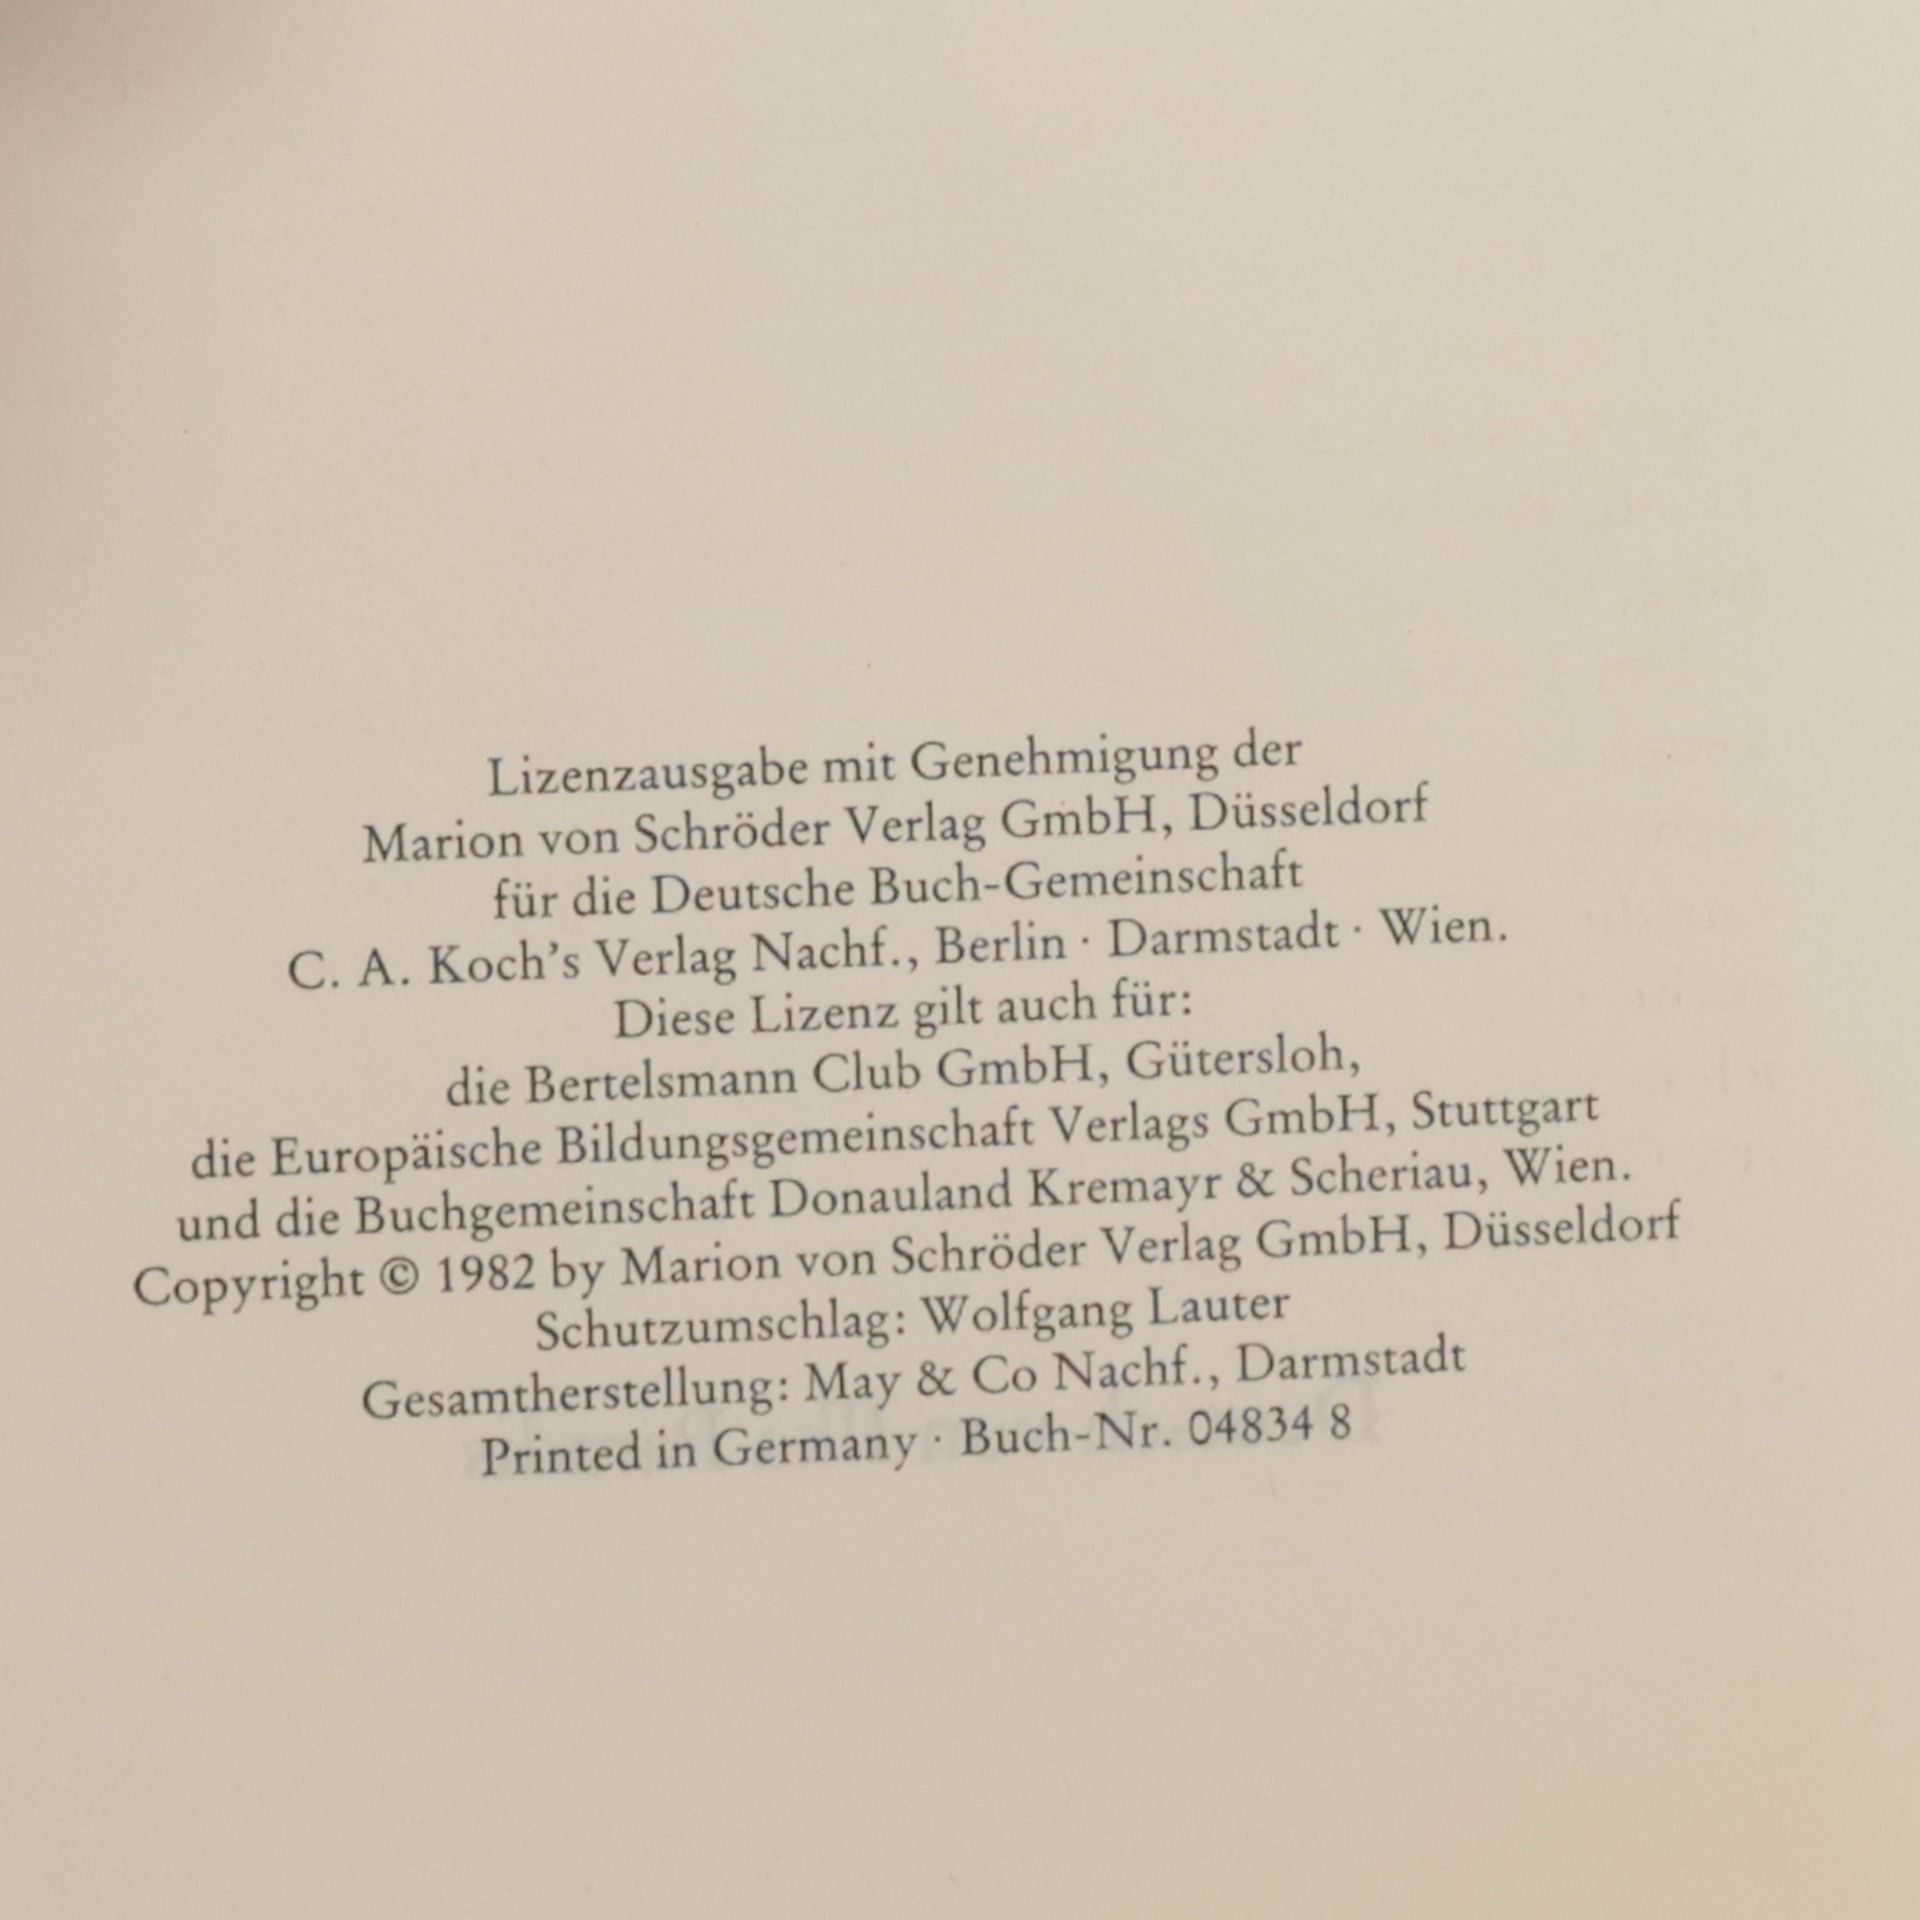 Lizenzausgabe mit Genehmigung der
Marion von Schröder Verlag GmbH, Düsseldorf
für die Deutsche Buch-Gemeinschaft
C. A. Koch’s Verlag Nachf., Berlin · Darmstadt · Wien.
Diese Lizenz gilt auch für:
die Bertelsmann Club GmbH, Gütersloh,
die Europäische Bildungsgemeinschaft Verlags GmbH, Stuttgart
und die Buchgemeinschaft Donauland Kremayr & Scheriau, Wien.
Copyright © 1982 by Marion von Schröder Verlag GmbH, Düsseldorf
Schutzumschlag: Wolfgang Lauter
Gesamtherstellung: May & Co Nachf., Darmstadt
Printed in Germany · Buch-Nr. 04834 8